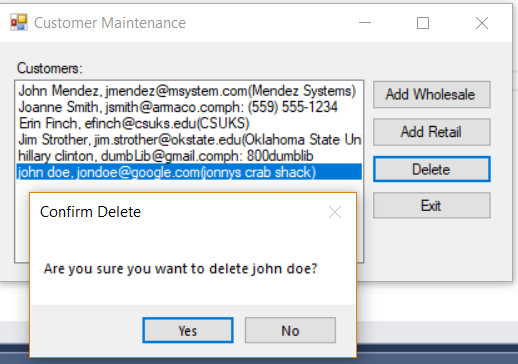 Customer Maintenance
Customers:
John Mendez, jmendez@msystem.com(Mendez Systems)
Joanne Smith, jsmith@armaco.comph: (559) 555-1234
Erin Finch, efinch@csuks.edu(CSUKS)
Jim Strother, jim.strother@okstate.edu(Oklahoma State Un
hillary clinton, dumbLib@gmail.comph: 800dumblib
john doe, jondoe@google.com(jonnys crab shack)
Add Wholesale
Add Retail
Delete
Exit
Confirm Delete
Are you sure you want to delete john doe?
Yes
No